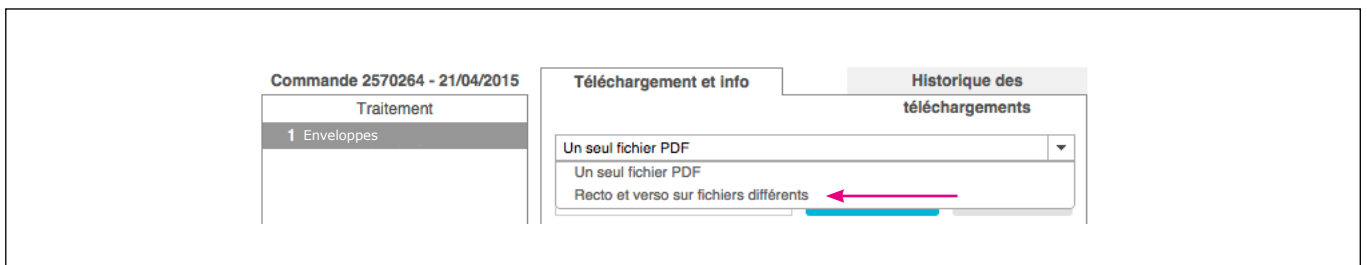 Commande 2570264 - 21/04/2015
Traitement
1 Enveloppes
Téléchargement et info
Historique des
téléchargements
Un seul fichier PDF
Un seul fichier PDF
Recto et verso sur fichiers différents